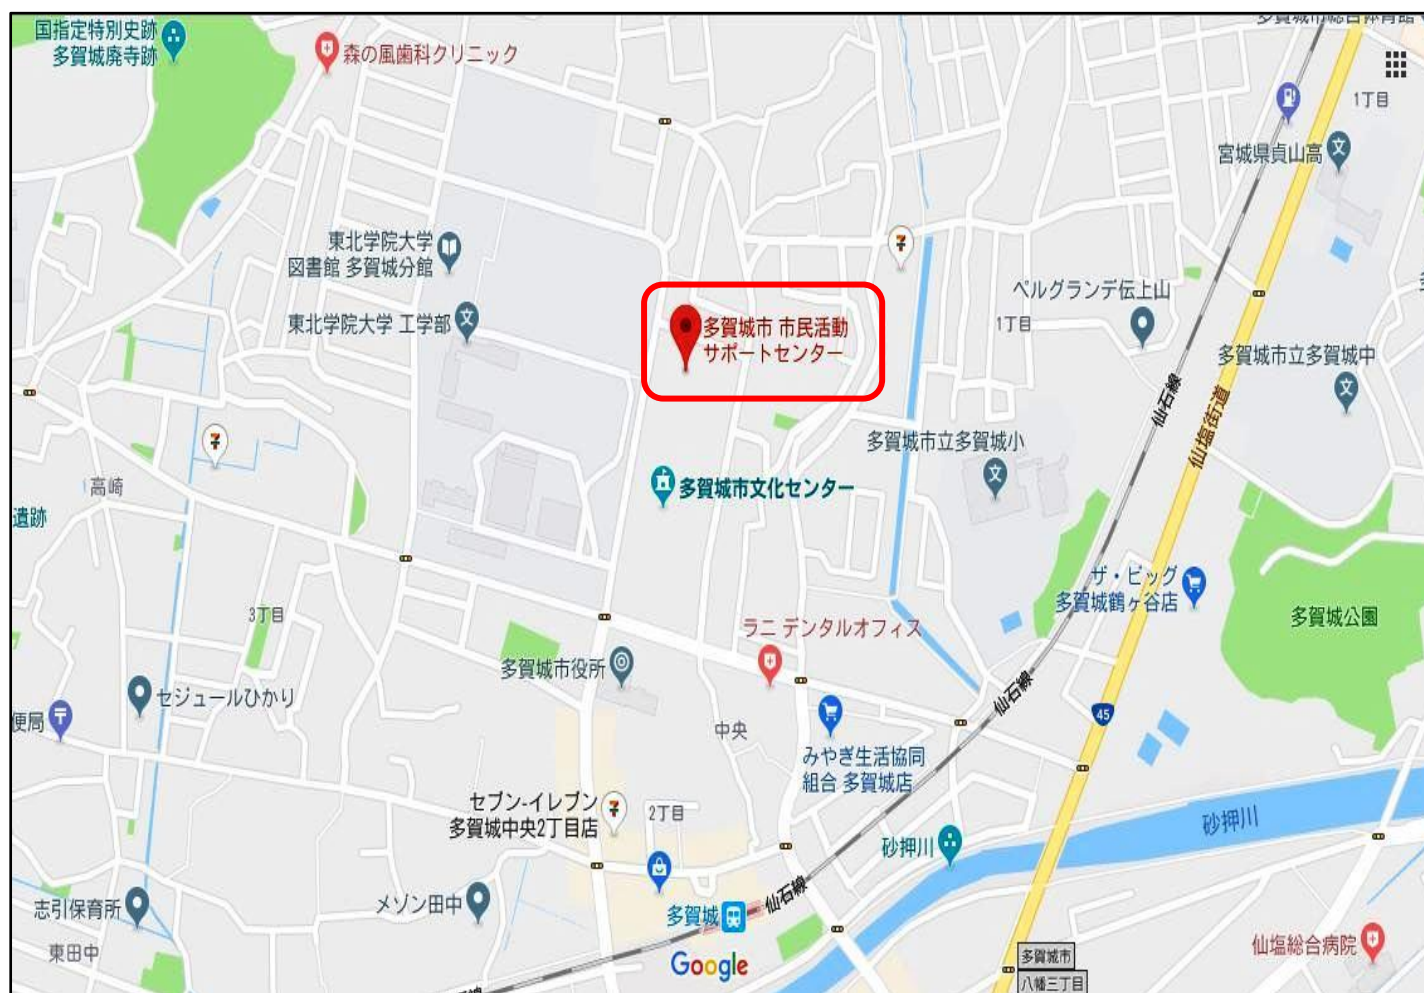 多賀城市総合体育館
国指定特別史跡
多賀城廃寺跡
森の風歯科クリニック
1丁目
宮城県貞山高
東北学院大学
図書館 多賀城分館
東北学院大学 工学部
多賀城市 市民活動
サポートセンター
ベルグランデ伝上山
1丁目
多賀城市立多賀城中
仙石線
仙塩街道
多賀城市立多賀城小
高崎
多賀城市文化センター
遺跡
ザ・ビッグ
多賀城鶴ヶ谷店
3丁目
多賀城公園
ラニ デンタルオフィス
多賀城市役所
セジュールひかり
仙石線
45
便局
中央
みやぎ生活協同
組合 多賀城店
セブン-イレブン
多賀城中央2丁目店
2丁目
砂押川
砂押川
仙石線
志引保育所
メゾン田中
多賀城
東田中
仙塩総合病院
Google
多賀城市
八幡三丁目